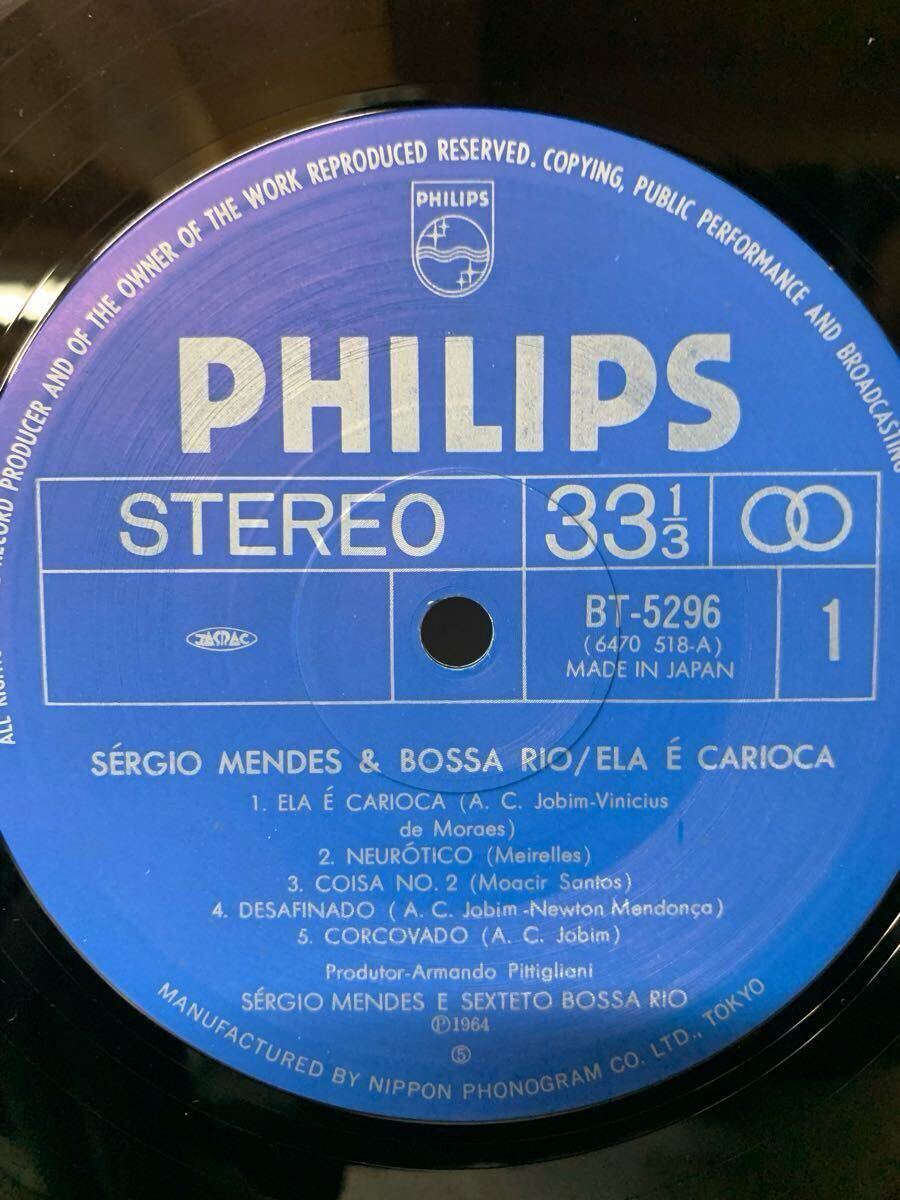 ALL RIGHTS RECORD PRODUCER AND OF THE OWNER OF THE WORK REPRODUCED RESERVED. COPYING, PUBLIC PERFORMANCE AND BROADCASTING
PHILIPS
PHILIPS
STEREO
33 1/3
JASRAC
BT-5296
(6470 518-A)
MADE IN JAPAN
1
SÉRGIO MENDES & BOSSA RIO/ELA É CARIOCA
1. ELA É CARIOCA (A. C. Jobim-Vinicius
de Moraes)
2. NEURÓTICO (Meirelles)
3. COISA NO. 2 (Moacir Santos)
4. DESAFINADO (A. C. Jobim-Newton Mendonça)
5. CORCOVADO (A. C. Jobim)
Produtor-Armando Pittigliani
SÉRGIO MENDES E SEXTETO BOSSA RIO
Ⓟ1964
⑤
MANUFACTURED BY NIPPON PHONOGRAM CO. LTD., TOKYO